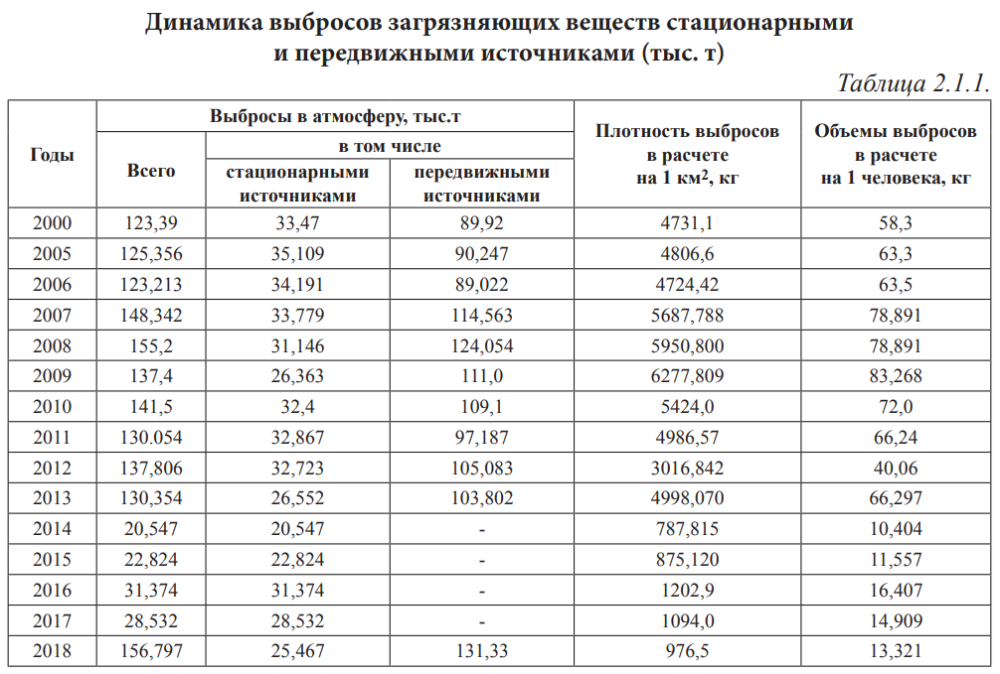 Динамика выбросов загрязняющих веществ стационарными
и передвижными источниками (тыс. т)
Таблица 2.1.1.
Годы
Выбросы в атмосферу, тыс.т
Всего
в том числе
стационарными
источниками
передвижными
источниками
Плотность выбросов
в расчете
на 1 км², кг
Объемы выбросов
в расчете
на 1 человека, кг
2000 123,39 33,47 89,92 4731,1 58,3
2005 125,356 35,109 90,247 4806,6 63,3
2006 123,213 34,191 89,022 4724,42 63,5
2007 148,342 33,779 114,563 5687,788 78,891
2008 155,2 31,146 124,054 5950,800 78,891
2009 137,4 26,363 111,0 6277,809 83,268
2010 141,5 32,4 109,1 5424,0 72,0
2011 130.054 32,867 97,187 4986,57 66,24
2012 137,806 32,723 105,083 3016,842 40,06
2013 130,354 26,552 103,802 4998,070 66,297
2014 20,547 20,547 - 787,815 10,404
2015 22,824 22,824 - 875,120 11,557
2016 31,374 31,374 - 1202,9 16,407
2017 28,532 28,532 - 1094,0 14,909
2018 156,797 25,467 131,33 976,5 13,321